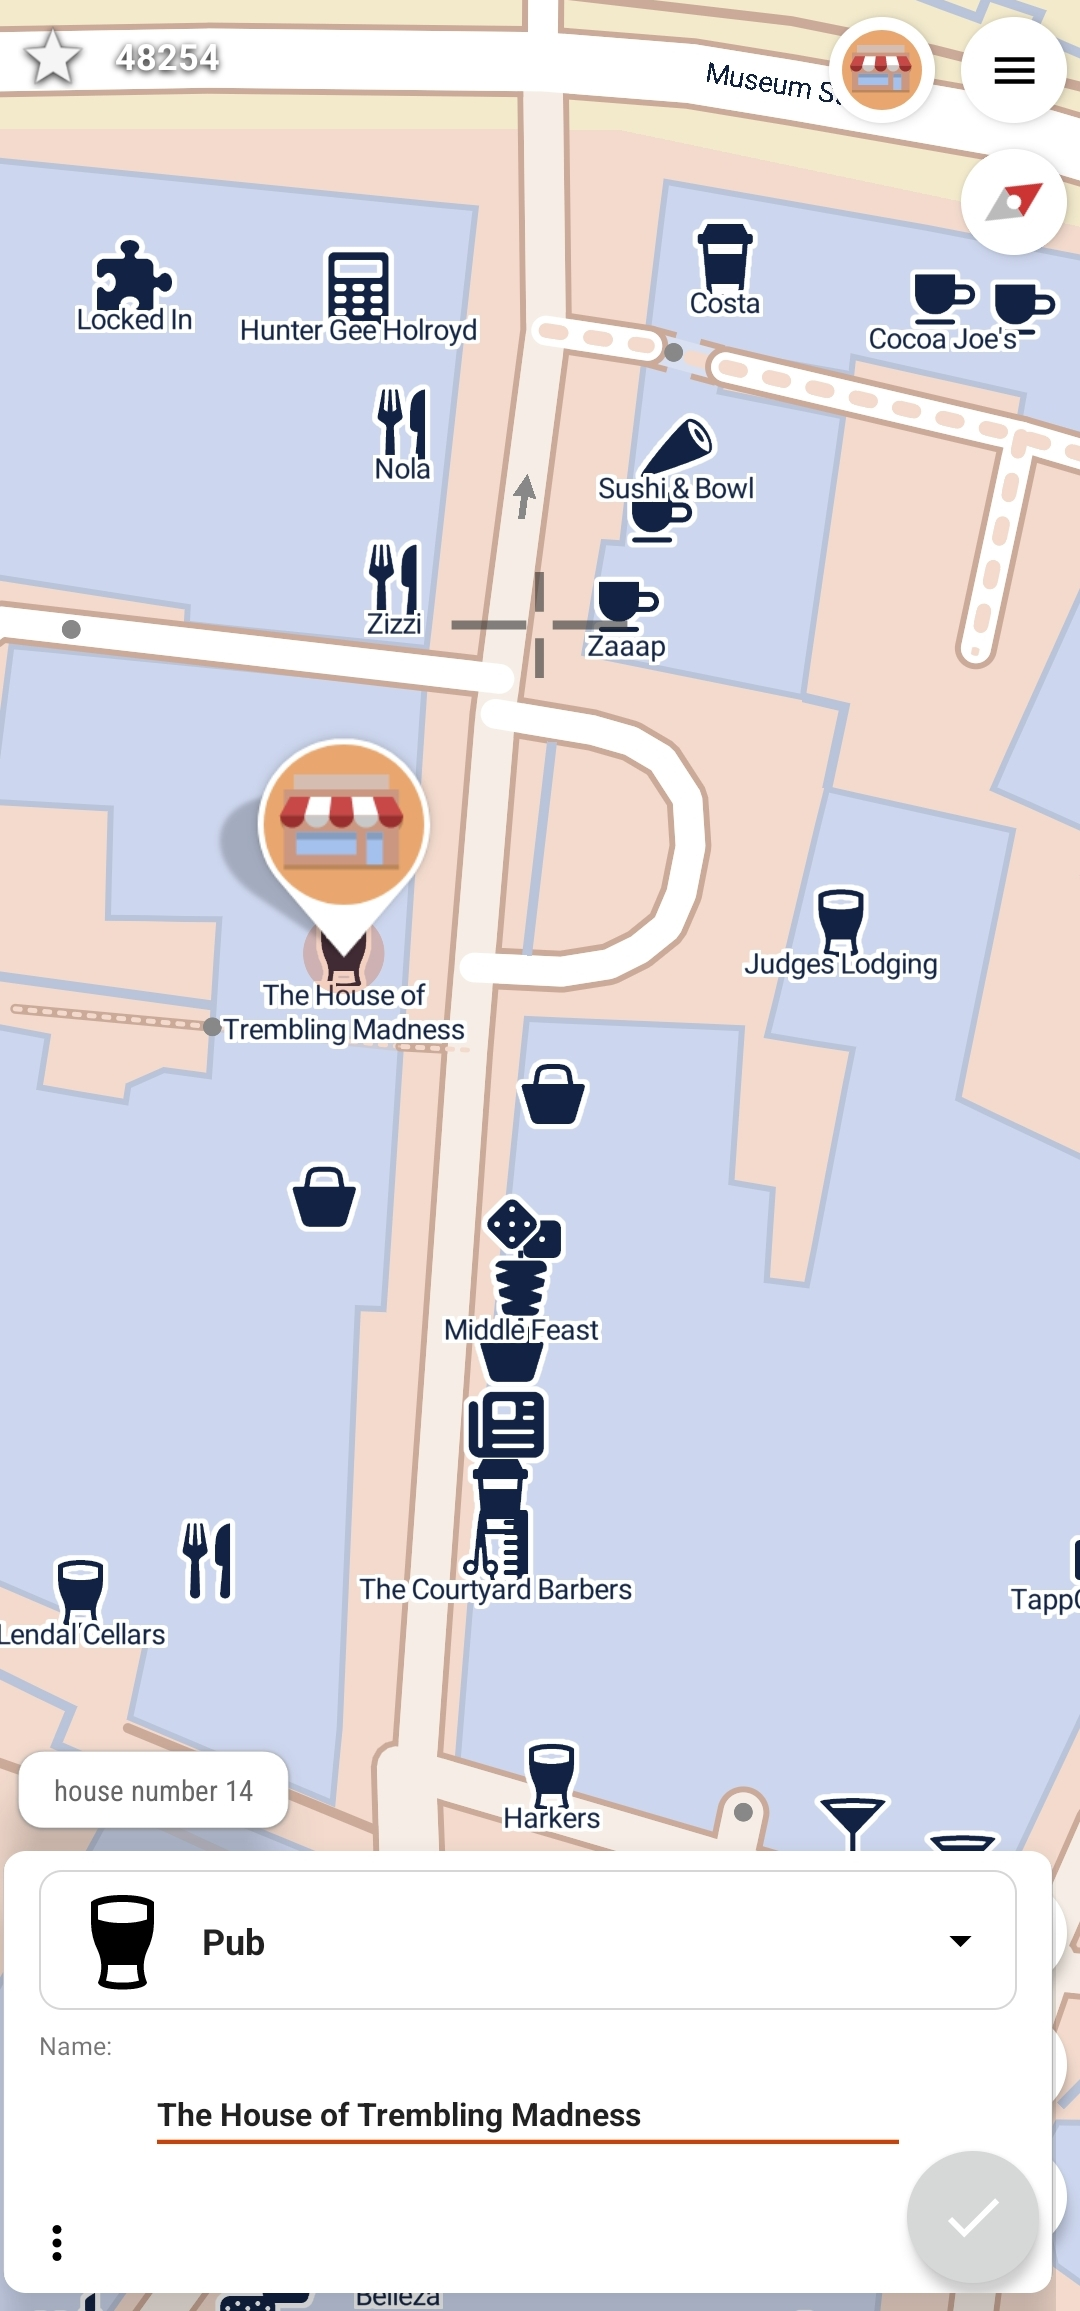 48254
Museum S
Costa
Locked In
Hunter Gee Holroyd
Cocoa Joe's
Nola
Sushi & Bowl
Zizzi
Zaaap
Judges Lodging
The House of
Trembling Madness
Middle Feast
The Courtyard Barbers
Tapp
Lendal Cellars
house number 14
Harkers
Pub
Name:
The House of Trembling Madness
Belleza